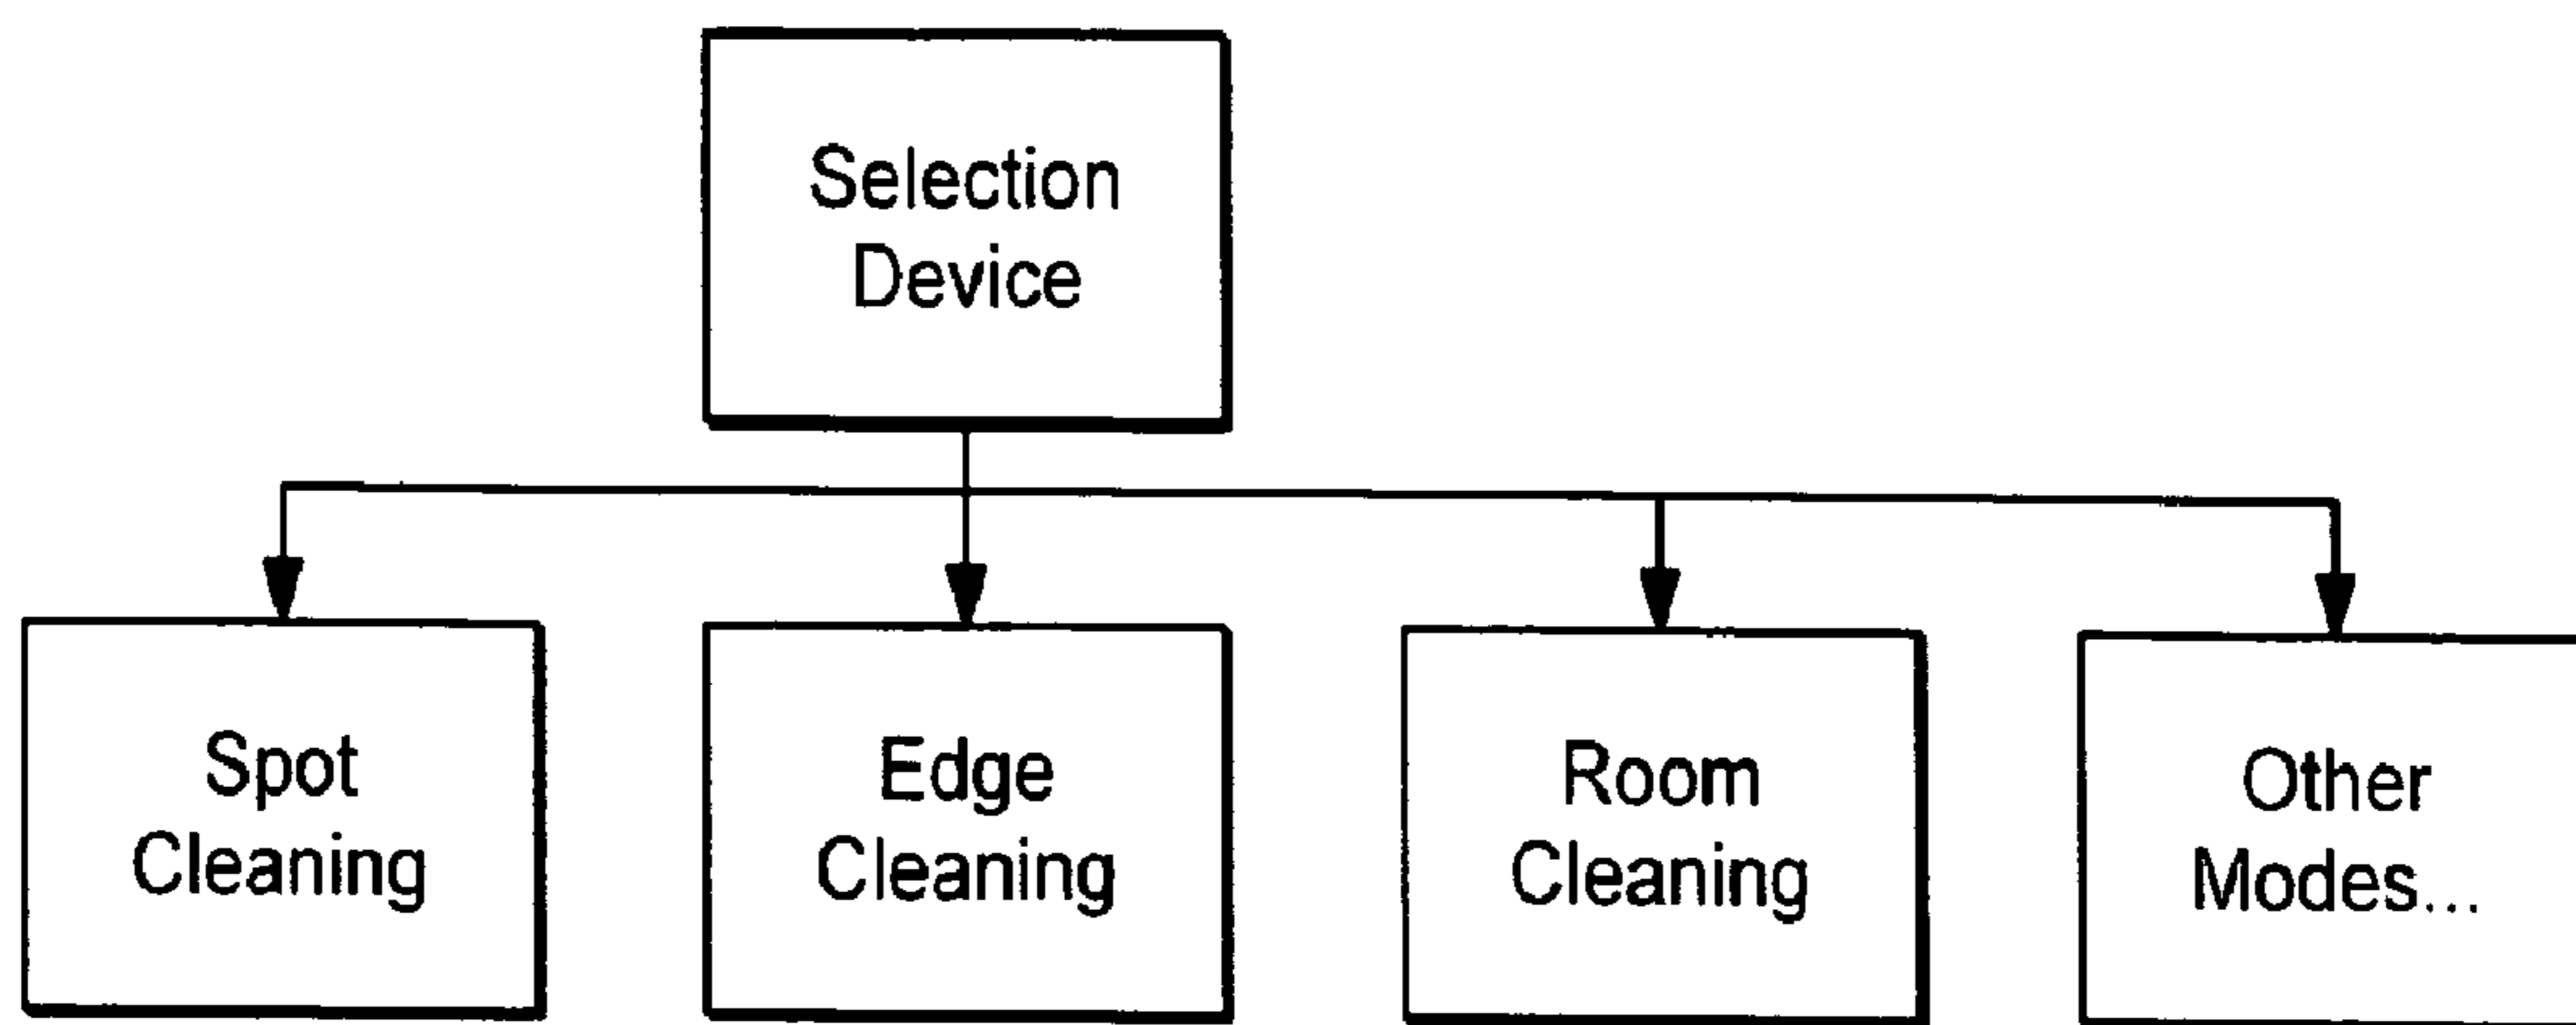 Selection
Device
Spot
Cleaning
Edge
Cleaning
Room
Cleaning
Other
Modes...